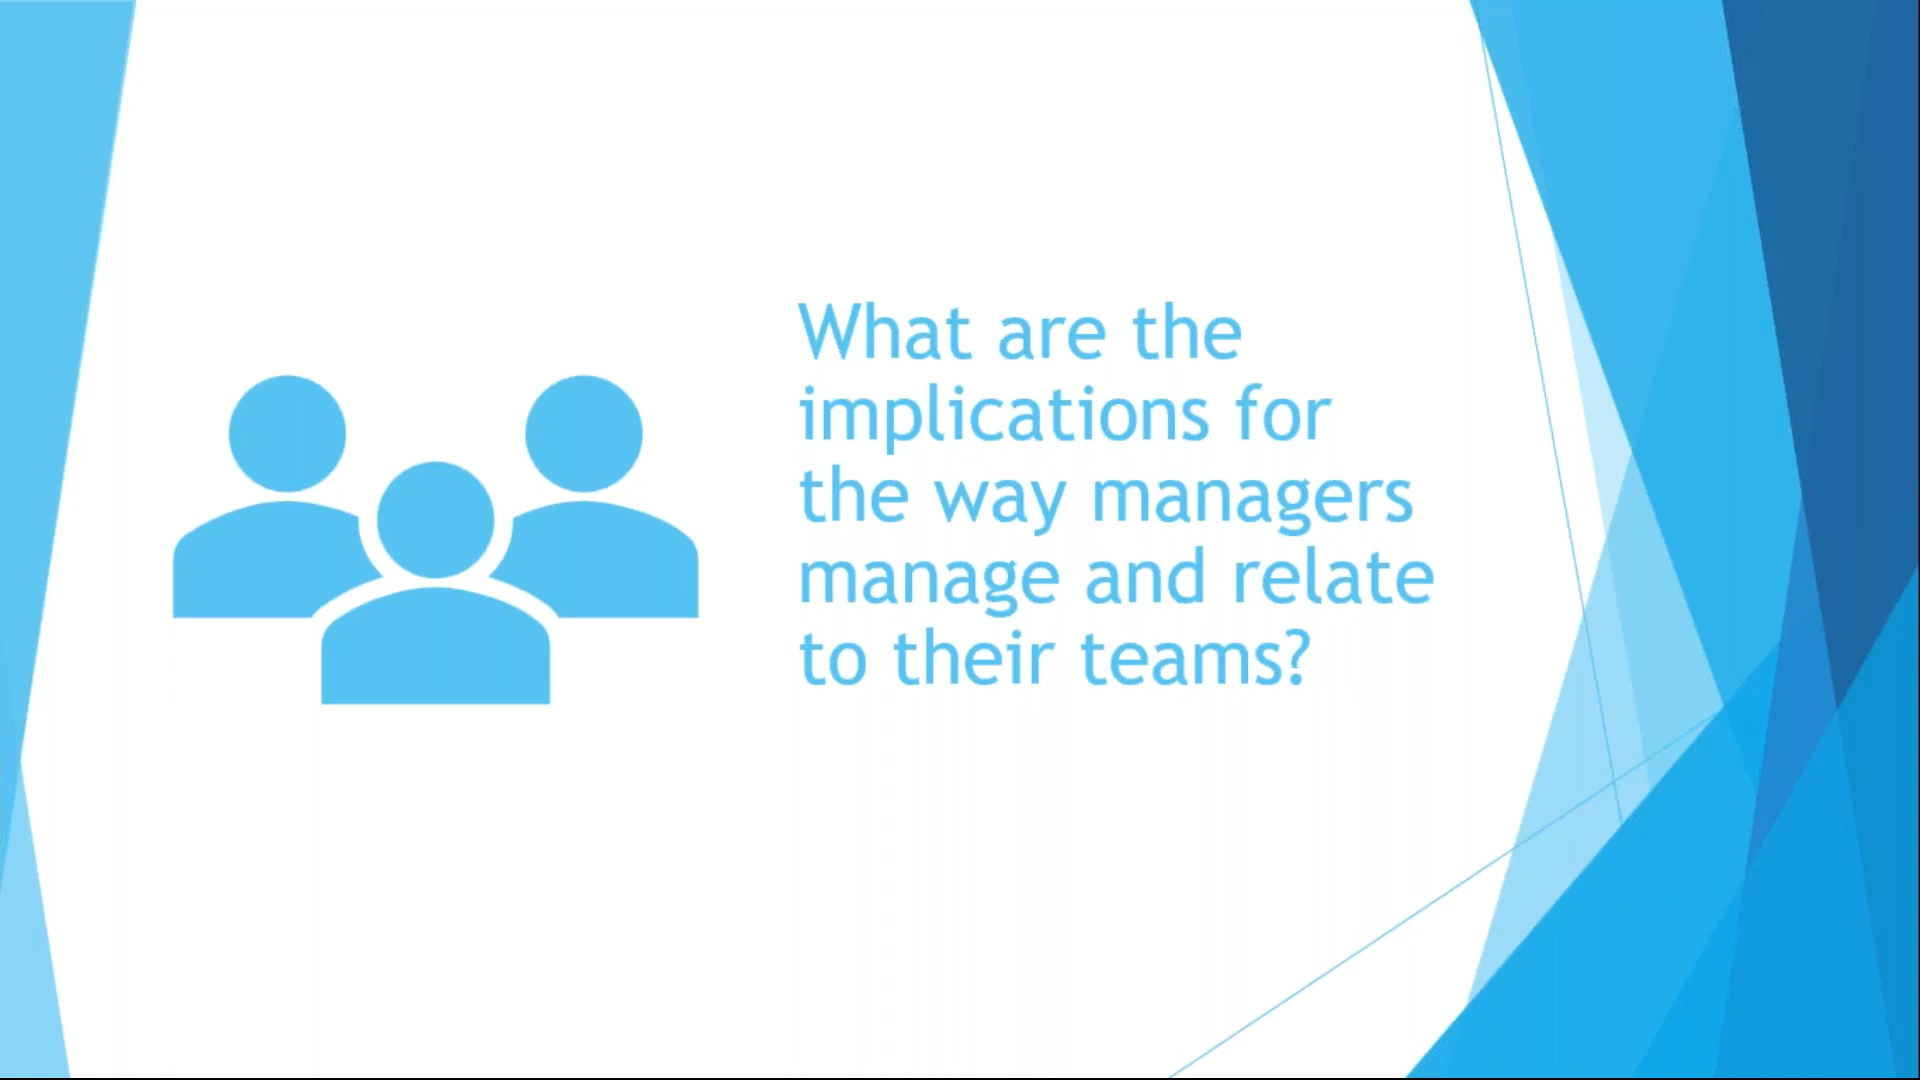 What are the
implications for
the way managers
manage and relate
to their teams?